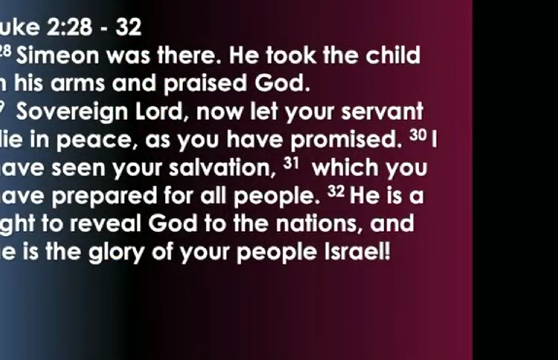 uke 2:28 - 32
28 Simeon was there. He took the child
n his arms and praised God.
9 Sovereign Lord, now let your servant
die in peace, as you have promised. 30 I
ave seen your salvation, 31 which you
ave prepared for all people. 32 He is a
ght to reveal God to the nations, and
e is the glory of your people Israel!